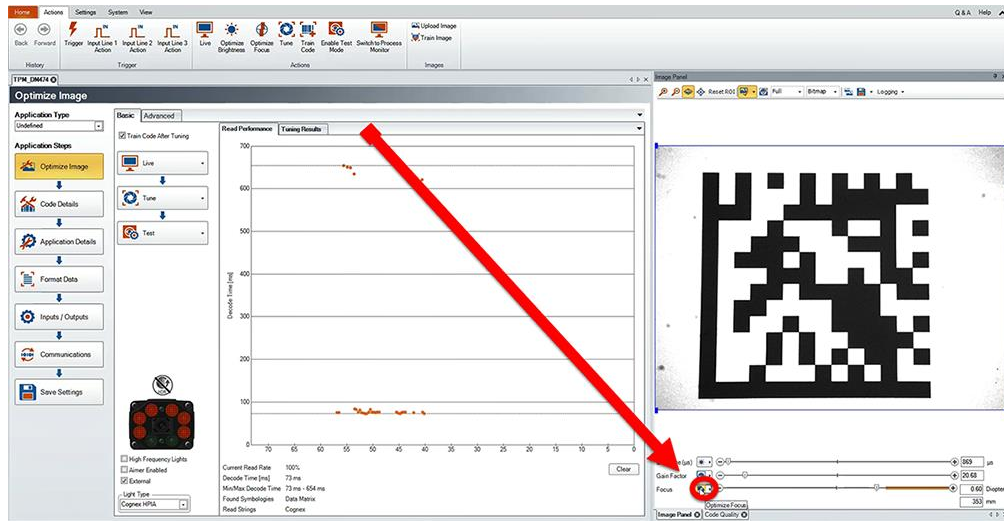 Home Actions Settings System View Q & A Help
Back Forward Trigger Input Line 1 Action Input Line 2 Action Input Line 3 Action Live Optimize Brightness Optimize Focus Tune Train Code Enable Test Mode Switch to Process Monitor Upload Image Train Image
History Trigger Actions Images
TPM_DM474
Optimize Image
Application Type
Undefined
Application Steps
Optimize Image
Code Details
Application Details
Format Data
Inputs / Outputs
Communications
Save Settings
Basic Advanced
Train Code After Tuning
Live
Tune
Test
High Frequency Lights
Aimer Enabled
External
Light Type
Cognex HPIA
Read Performance Tuning Results
Decode Time [ms]
700
600
500
400
300
200
100
0
70 65 60 55 50 45 40 35 30 25 20 15 10 5 0
Current Read Rate 100%
Decode Time [ms] 73 ms
Min/Max Decode Time 73 ms - 654 ms
Found Symbologies Data Matrix
Read Strings Cognex
Clear
Image Panel
Reset ROI Full Bitmap Logging
(µs) 869 µs
Gain Factor 20.68
Focus 0.60 Diopter
353 mm
Optimize Focus
Image Panel Code Quality